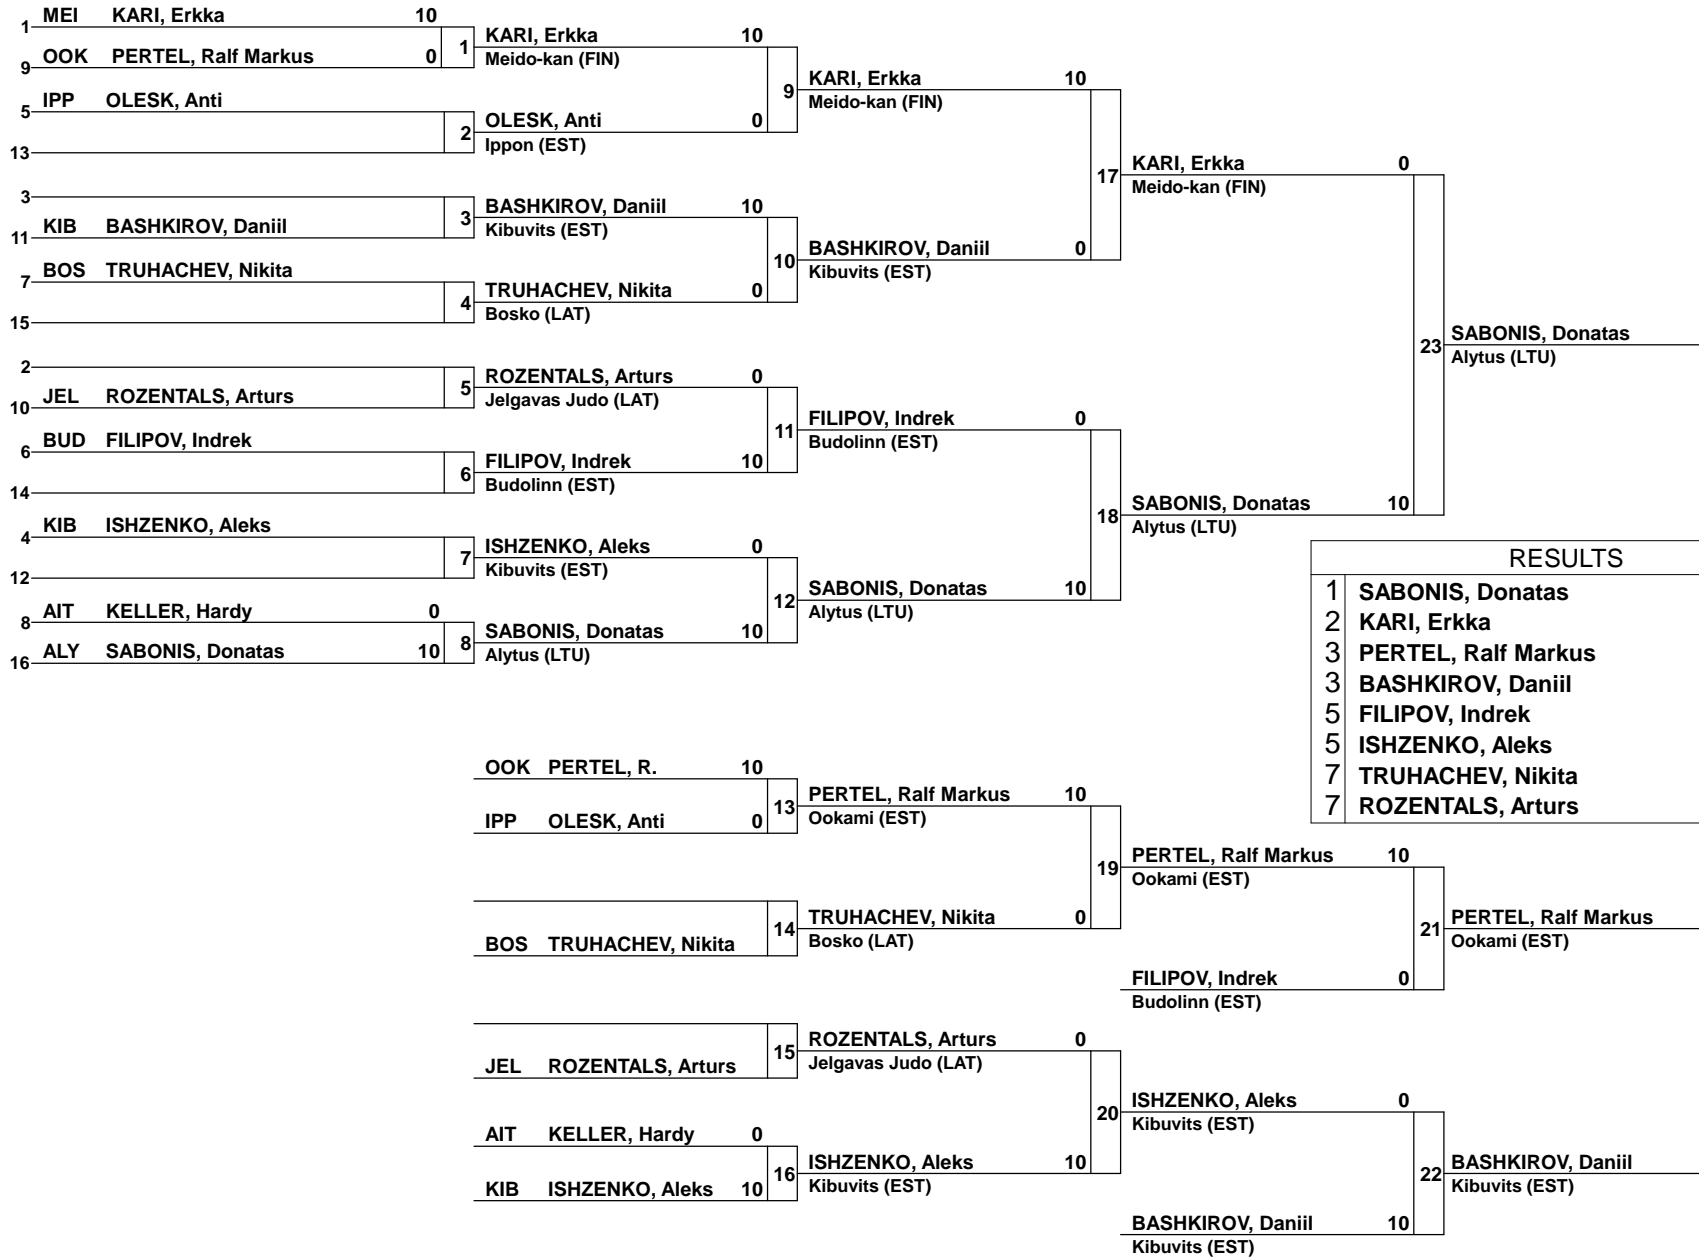 1 MEI KARI, Erkka 10
9 OOK PERTEL, Ralf Markus 0
1
5 IPP OLESK, Anti
13
2
3
11 KIB BASHKIROV, Daniil
3
7 BOS TRUHACHEV, Nikita
15
4
2
10 JEL ROZENTALS, Arturs
5
6 BUD FILIPOV, Indrek
14
6
4 KIB ISHZENKO, Aleks
12
7
8 AIT KELLER, Hardy 0
16 ALY SABONIS, Donatas 10
8
KARI, Erkka 10
Meido-kan (FIN)
OLESK, Anti 0
Ippon (EST)
9
BASHKIROV, Daniil 10
Kibuvits (EST)
TRUHACHEV, Nikita 0
Bosko (LAT)
10
ROZENTALS, Arturs 0
Jelgavas Judo (LAT)
FILIPOV, Indrek 10
Budolinn (EST)
11
ISHZENKO, Aleks 0
Kibuvits (EST)
SABONIS, Donatas 10
Alytus (LTU)
12
KARI, Erkka 10
Meido-kan (FIN)
BASHKIROV, Daniil 0
Kibuvits (EST)
17
FILIPOV, Indrek 0
Budolinn (EST)
SABONIS, Donatas 10
Alytus (LTU)
18
KARI, Erkka 0
Meido-kan (FIN)
SABONIS, Donatas 10
Alytus (LTU)
23
SABONIS, Donatas
Alytus (LTU)
RESULTS
1 SABONIS, Donatas
2 KARI, Erkka
3 PERTEL, Ralf Markus
3 BASHKIROV, Daniil
5 FILIPOV, Indrek
5 ISHZENKO, Aleks
7 TRUHACHEV, Nikita
7 ROZENTALS, Arturs
OOK PERTEL, R. 10
IPP OLESK, Anti 0
13
BOS TRUHACHEV, Nikita
14
JEL ROZENTALS, Arturs
15
AIT KELLER, Hardy 0
KIB ISHZENKO, Aleks 10
16
PERTEL, Ralf Markus 10
Ookami (EST)
TRUHACHEV, Nikita 0
Bosko (LAT)
19
ROZENTALS, Arturs 0
Jelgavas Judo (LAT)
ISHZENKO, Aleks 10
Kibuvits (EST)
20
PERTEL, Ralf Markus 10
Ookami (EST)
FILIPOV, Indrek 0
Budolinn (EST)
21
ISHZENKO, Aleks 0
Kibuvits (EST)
BASHKIROV, Daniil 10
Kibuvits (EST)
22
PERTEL, Ralf Markus
Ookami (EST)
BASHKIROV, Daniil
Kibuvits (EST)